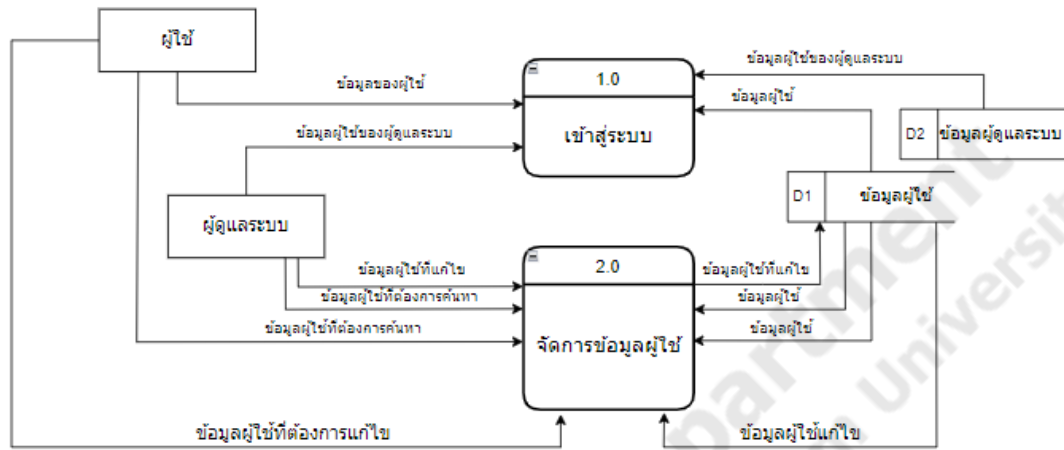 ผู้ใช้
ข้อมูลผู้ใช้ของผู้ดูแลระบบ
ข้อมูลของผู้ใช้
1.0
ข้อมูลผู้ใช้
เข้าสู่ระบบ
ข้อมูลผู้ใช้ของผู้ดูแลระบบ
D2
ข้อมูลผู้ดูแลระบบ
D1
ข้อมูลผู้ใช้
ผู้ดูแลระบบ
ข้อมูลผู้ใช้ที่แก้ไข
2.0
ข้อมูลผู้ใช้ที่แก้ไข
ข้อมูลผู้ใช้ที่ต้องการค้นหา
ข้อมูลผู้ใช้
ข้อมูลผู้ใช้ที่ต้องการค้นหา
จัดการข้อมูลผู้ใช้
ข้อมูลผู้ใช้
ข้อมูลผู้ใช้ที่ต้องการแก้ไข
ข้อมูลผู้ใช้แก้ไข